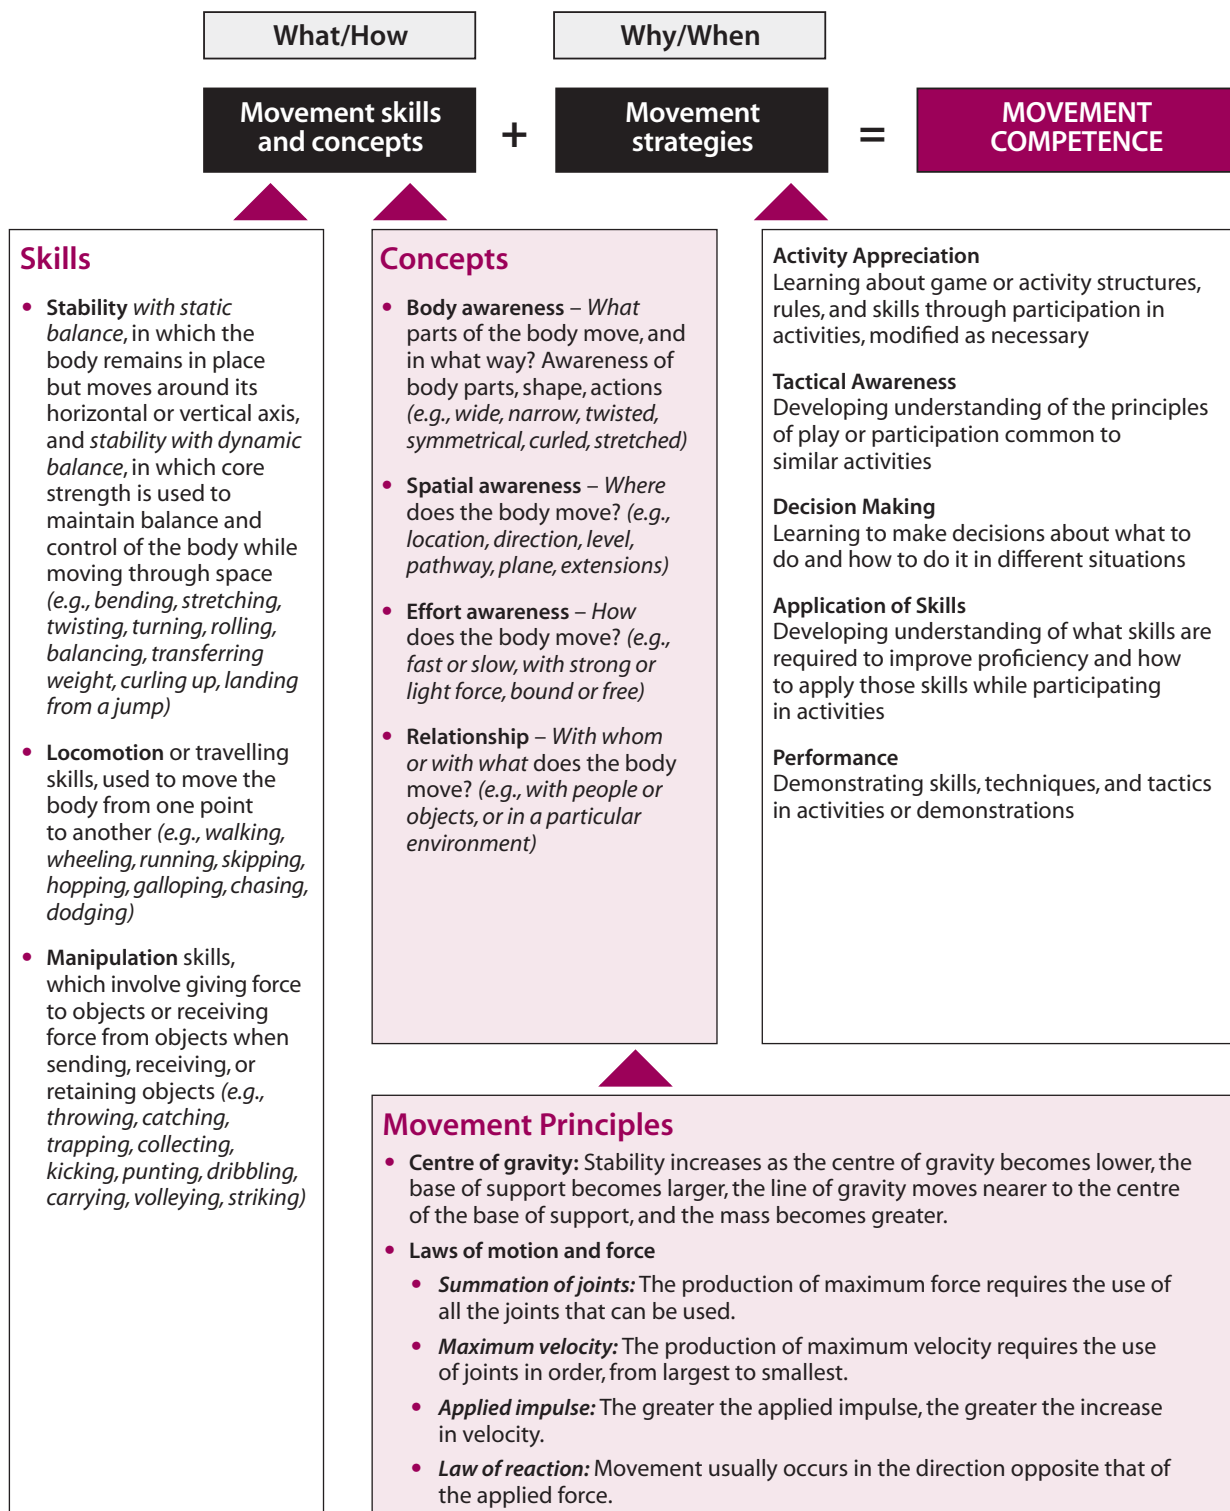 What/How
Why/When
Movement skills
and concepts
+
Movement
strategies
=
MOVEMENT
COMPETENCE
Skills
• Stability with static
balance, in which the
body remains in place
but moves around its
horizontal or vertical axis,
and stability with dynamic
balance, in which core
strength is used to
maintain balance and
control of the body while
moving through space
(e.g., bending, stretching,
twisting, turning, rolling,
balancing, transferring
weight, curling up, landing
from a jump)
• Locomotion or travelling
skills, used to move the
body from one point
to another (e.g., walking,
wheeling, running, skipping,
hopping, galloping, chasing,
dodging)
• Manipulation skills,
which involve giving force
to objects or receiving
force from objects when
sending, receiving, or
retaining objects (e.g.,
throwing, catching,
trapping, collecting,
kicking, punting, dribbling,
carrying, volleying, striking)
Concepts
• Body awareness – What
parts of the body move, and
in what way? Awareness of
body parts, shape, actions
(e.g., wide, narrow, twisted,
symmetrical, curled, stretched)
• Spatial awareness – Where
does the body move? (e.g.,
location, direction, level,
pathway, plane, extensions)
• Effort awareness – How
does the body move? (e.g.,
fast or slow, with strong or
light force, bound or free)
• Relationship – With whom
or with what does the body
move? (e.g., with people or
objects, or in a particular
environment)
Activity Appreciation
Learning about game or activity structures,
rules, and skills through participation in
activities, modified as necessary
Tactical Awareness
Developing understanding of the principles
of play or participation common to
similar activities
Decision Making
Learning to make decisions about what to
do and how to do it in different situations
Application of Skills
Developing understanding of what skills are
required to improve proficiency and how
to apply those skills while participating
in activities
Performance
Demonstrating skills, techniques, and tactics
in activities or demonstrations
Movement Principles
• Centre of gravity: Stability increases as the centre of gravity becomes lower, the
base of support becomes larger, the line of gravity moves nearer to the centre
of the base of support, and the mass becomes greater.
• Laws of motion and force
• Summation of joints: The production of maximum force requires the use of
all the joints that can be used.
• Maximum velocity: The production of maximum velocity requires the use
of joints in order, from largest to smallest.
• Applied impulse: The greater the applied impulse, the greater the increase
in velocity.
• Law of reaction: Movement usually occurs in the direction opposite that of
the applied force.